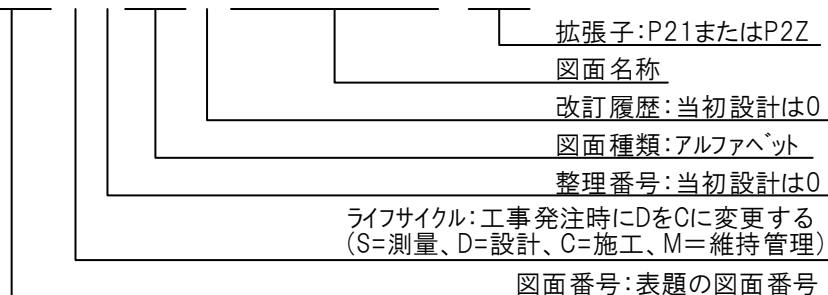 拡張子:P21またはP2Z
図面名称
改訂履歴:当初設計は0
図面種類:アルファベット
整理番号:当初設計は0
ライフサイクル:工事発注時にDをCに変更する
(S=測量、D=設計、C=施工、M=維持管理)
図面番号:表題の図面番号